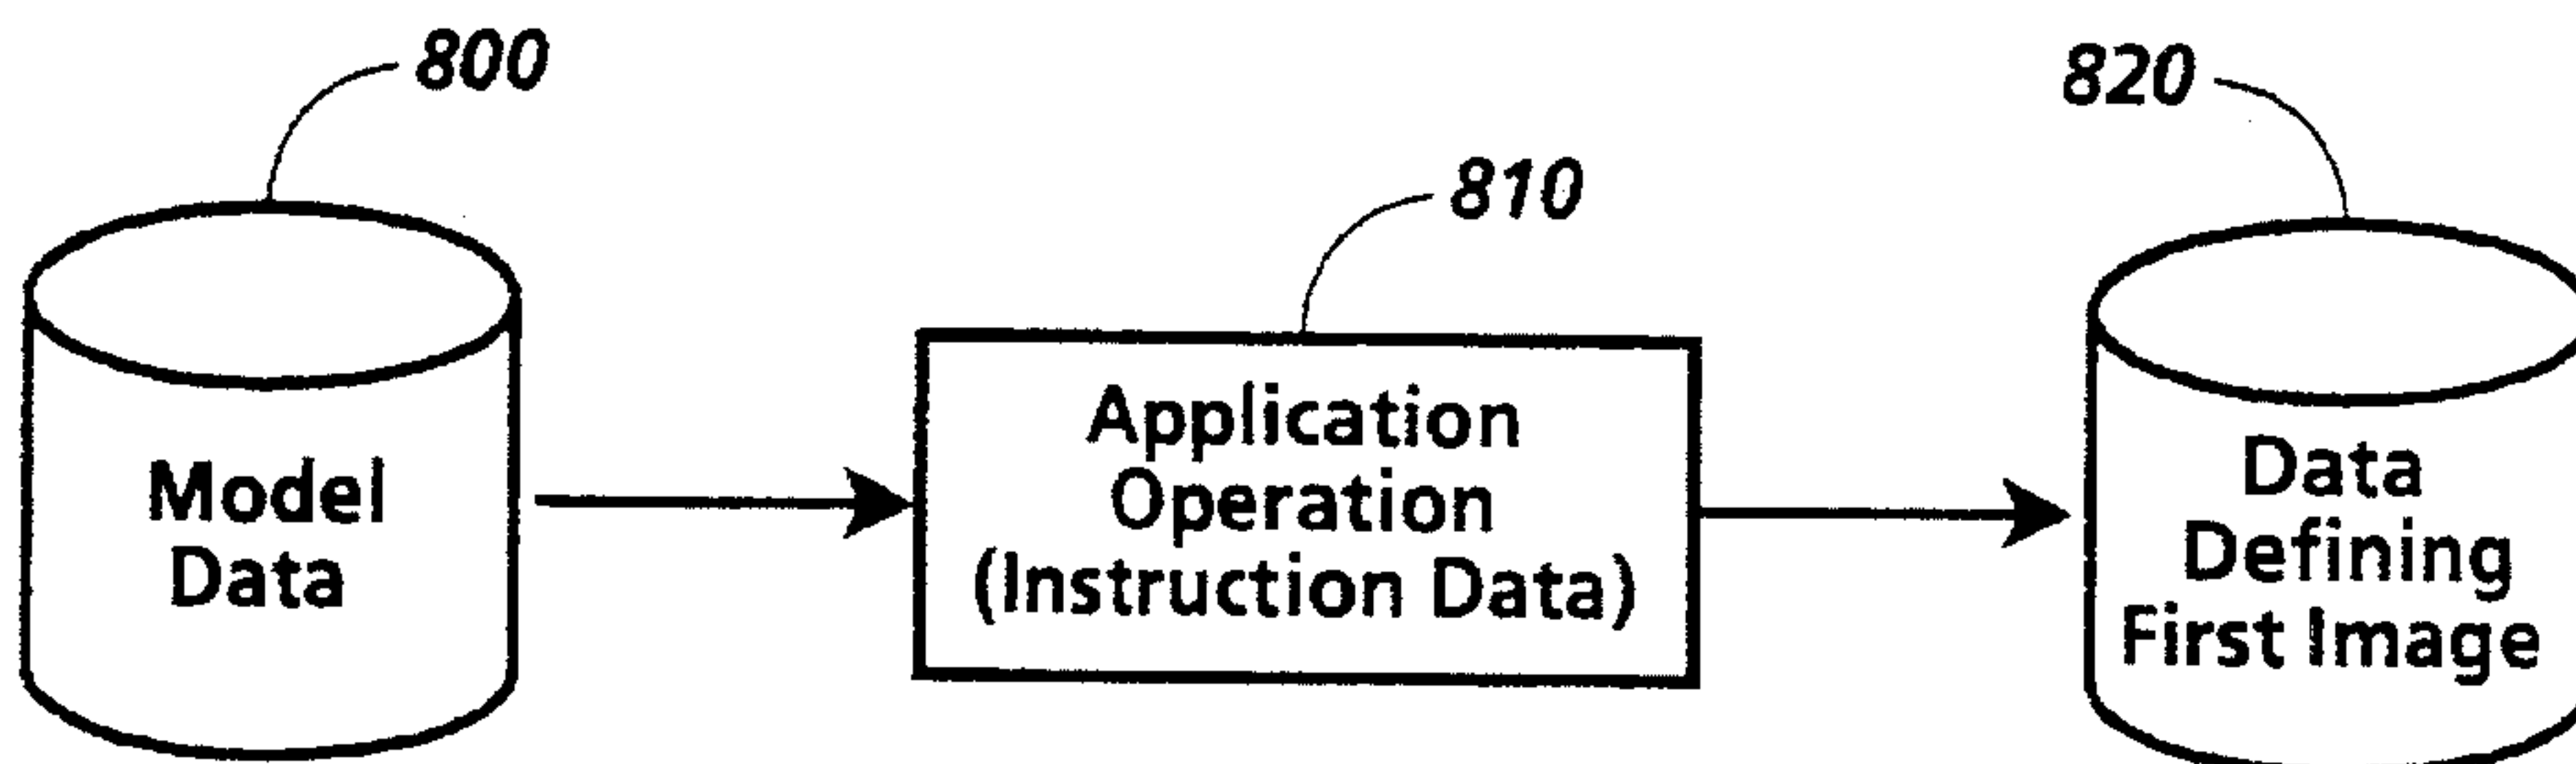 800
820
810
Model
Data
Application
Operation
(Instruction Data)
Data
Defining
First Image